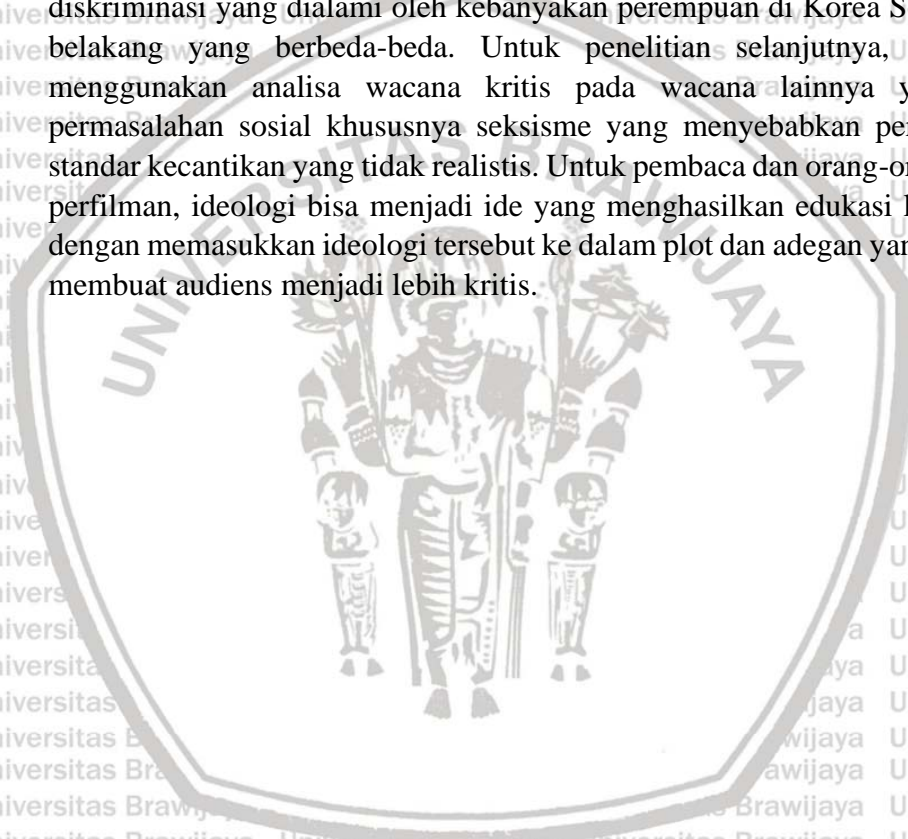 diskriminasi yang dialami oleh kebanyakan perempuan di Korea S
belakang yang berbeda-beda. Untuk penelitian selanjutnya,
menggunakan analisa wacana kritis pada wacana lainnya y
permasalahan sosial khususnya seksisme yang menyebabkan per
standar kecantikan yang tidak realistis. Untuk pembaca dan orang-or
perfilman, ideologi bisa menjadi ide yang menghasilkan edukasi
dengan memasukkan ideologi tersebut ke dalam plot dan adegan yan
membuat audiens menjadi lebih kritis.
UNIVERSITAS BRAWIJAYA